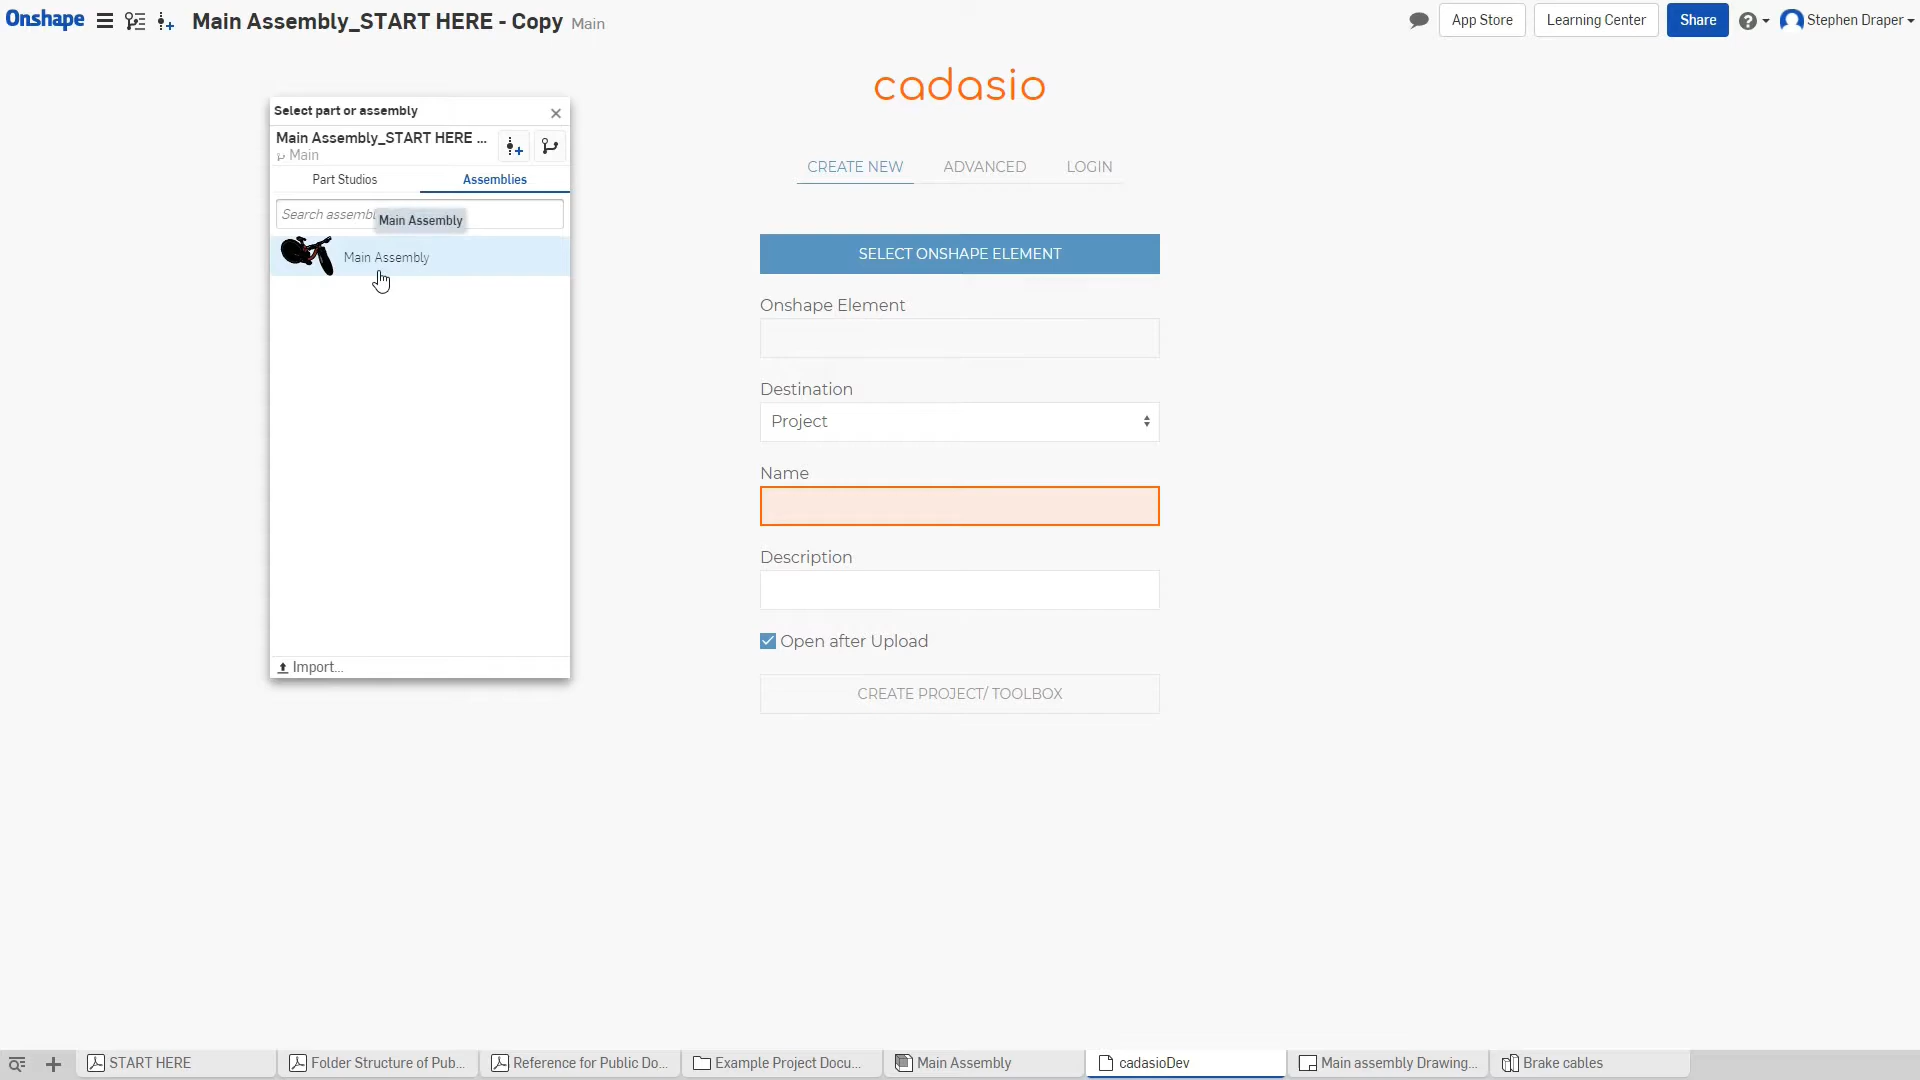 Onshape
Main Assembly_START HERE - Copy Main
App Store
Learning Center
Share
Stephen Draper
cadasio
Select part or assembly
Main Assembly_START HERE ...
Main
Part Studios
Assemblies
Search assembl
Main Assembly
Main Assembly
Import...
CREATE NEW
ADVANCED
LOGIN
SELECT ONSHAPE ELEMENT
Onshape Element
Destination
Project
Name
Description
Open after Upload
CREATE PROJECT/ TOOLBOX
START HERE
Folder Structure of Pub...
Reference for Public Do...
Example Project Docu...
Main Assembly
cadasioDev
Main assembly Drawing...
Brake cables